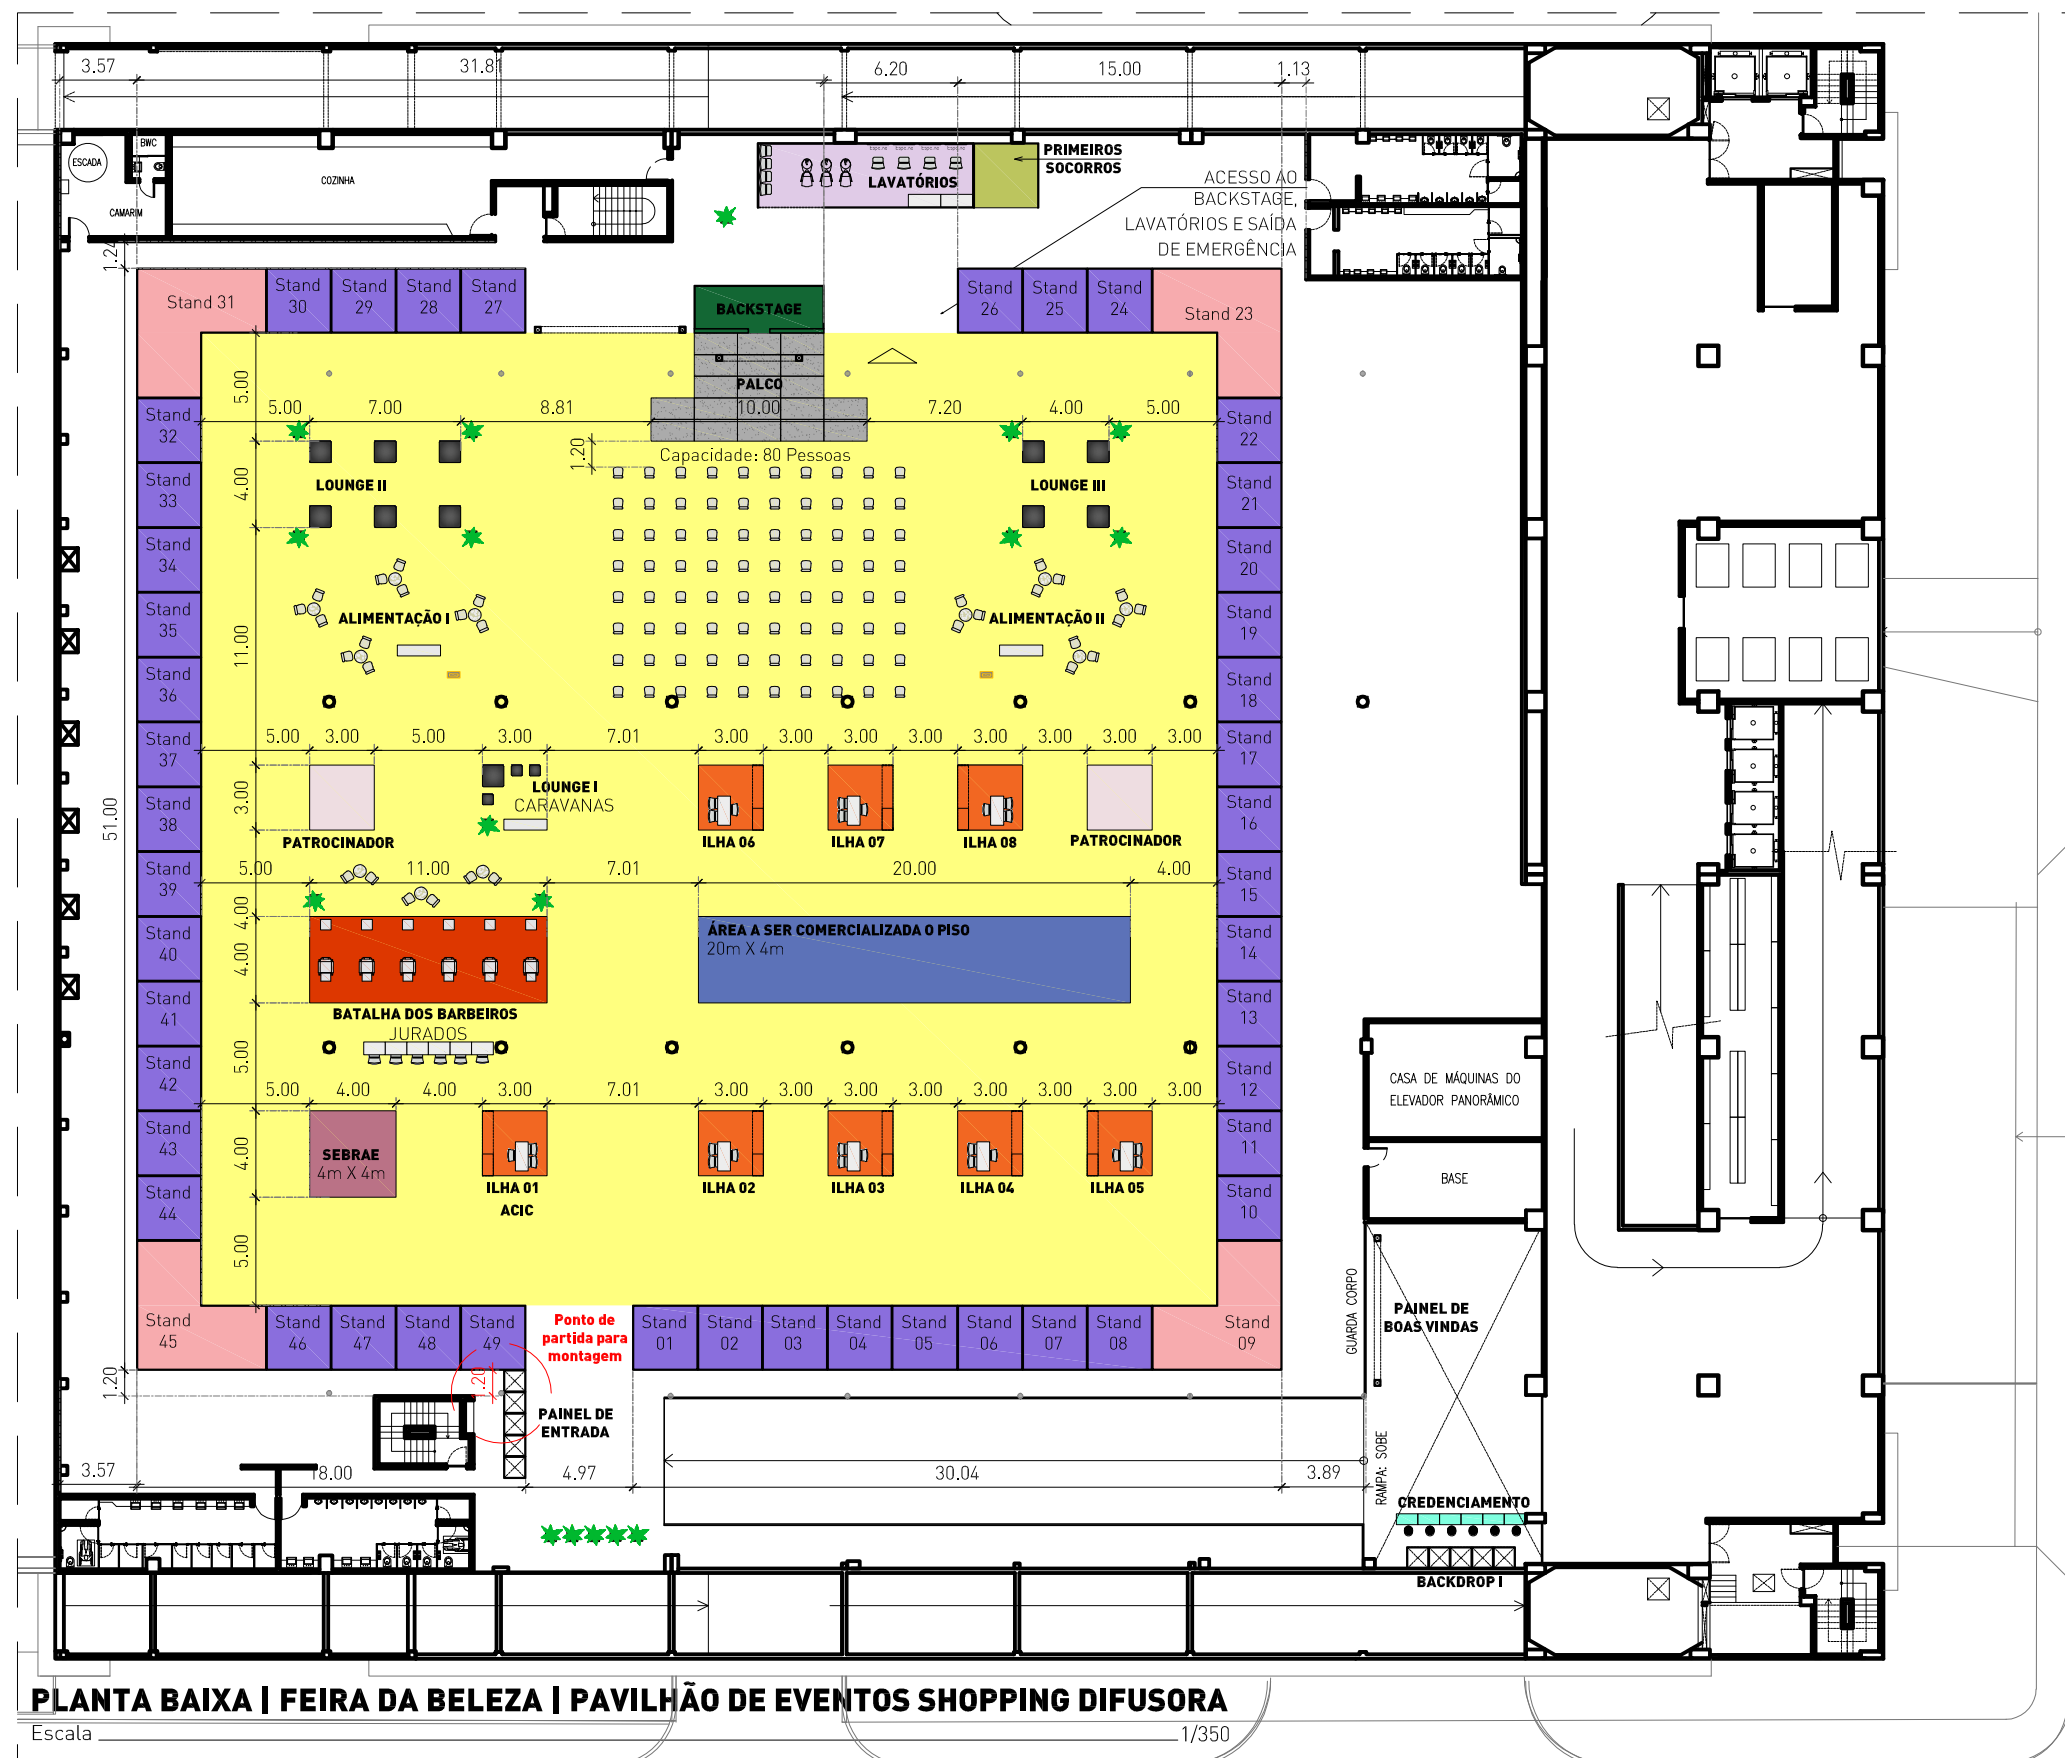 3.57
31.81
6.20
15.00
1.13
ESCADA
BWC
COZINHA
CAMARIM
LAVATÓRIOS
PRIMEIROS
SOCORROS
ACESSO AO
BACKSTAGE,
LAVATÓRIOS E SAÍDA
DE EMERGÊNCIA
1.24
Stand 31
Stand
30
Stand
29
Stand
28
Stand
27
BACKSTAGE
Stand
26
Stand
25
Stand
24
Stand 23
PALCO
5.00
5.00
7.00
8.81
10.00
7.20
4.00
5.00
1.20
Capacidade: 80 Pessoas
Stand
32
Stand
33
Stand
34
Stand
35
Stand
36
Stand
37
Stand
38
Stand
39
Stand
40
Stand
41
Stand
42
Stand
43
Stand
44
Stand
45
4.00
LOUNGE II
LOUNGE III
11.00
ALIMENTAÇÃO I
ALIMENTAÇÃO II
Stand
22
Stand
21
Stand
20
Stand
19
Stand
18
Stand
17
Stand
16
Stand
15
Stand
14
Stand
13
Stand
12
Stand
11
Stand
10
Stand
09
51.00
5.00
3.00
5.00
3.00
7.01
3.00
3.00
3.00
3.00
3.00
3.00
3.00
3.00
3.00
LOUNGE I
CARAVANAS
PATROCINADOR
ILHA 06
ILHA 07
ILHA 08
PATROCINADOR
5.00
11.00
7.01
20.00
4.00
4.00
4.00
ÁREA A SER COMERCIALIZADA O PISO
20m X 4m
BATALHA DOS BARBEIROS
JURADOS
5.00
5.00
4.00
4.00
3.00
7.01
3.00
3.00
3.00
3.00
3.00
3.00
3.00
3.00
4.00
SEBRAE
4m X 4m
ILHA 01
ACIC
ILHA 02
ILHA 03
ILHA 04
ILHA 05
5.00
CASA DE MÁQUINAS DO
ELEVADOR PANORÂMICO
BASE
GUARDA CORPO
PAINEL DE
BOAS VINDAS
Stand
46
Stand
47
Stand
48
Stand
49
Ponto de
partida para
montagem
Stand
01
Stand
02
Stand
03
Stand
04
Stand
05
Stand
06
Stand
07
Stand
08
1.20
1.20
PAINEL DE
ENTRADA
3.57
18.00
4.97
30.04
3.89
RAMPA: SOBE
CREDENCIAMENTO
BACKDROP I
PLANTA BAIXA | FEIRA DA BELEZA | PAVILHÃO DE EVENTOS SHOPPING DIFUSORA
Escala
1/350